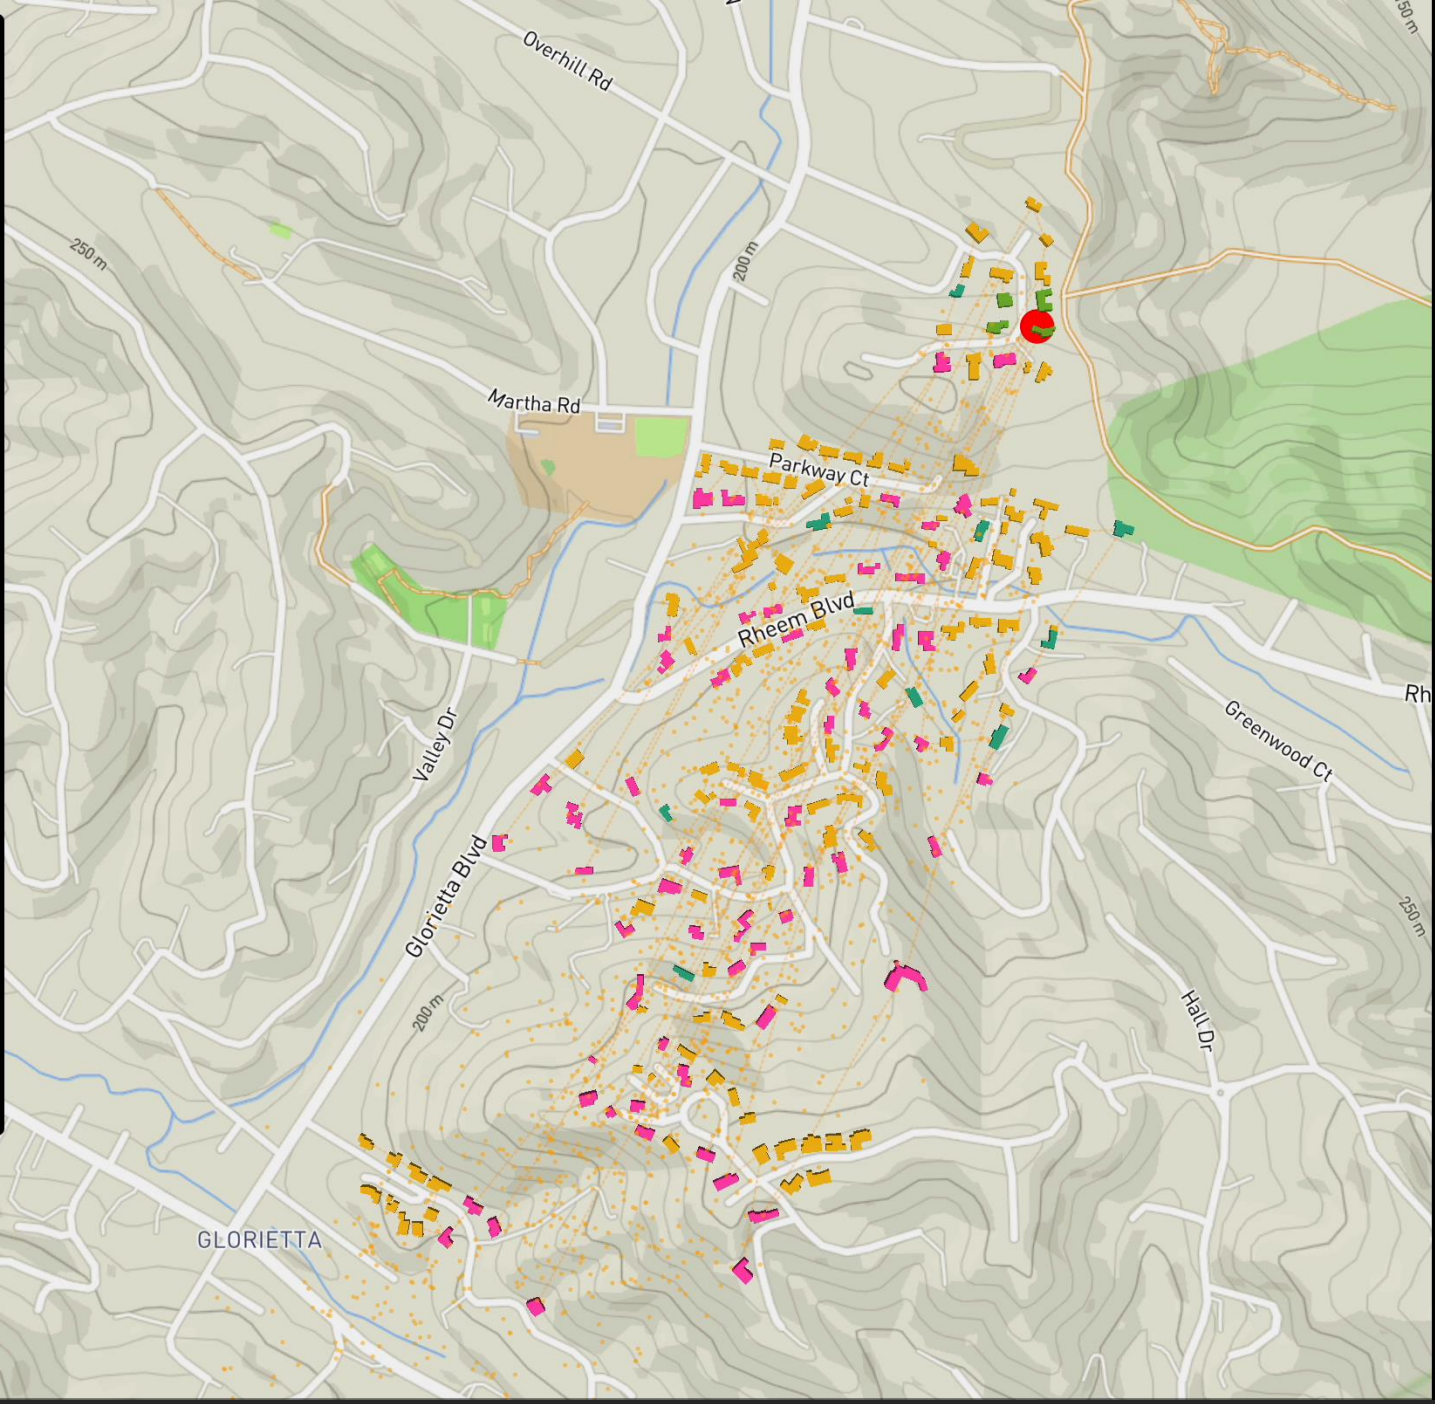 Overhill Rd
250 m
200 m
Martha Rd
Parkway Ct
Rheem Blvd
Rh
Greenwood Ct
Valley Dr
Glorietta Blvd
250 m
Hall Dr
200 m
GLORIETTA